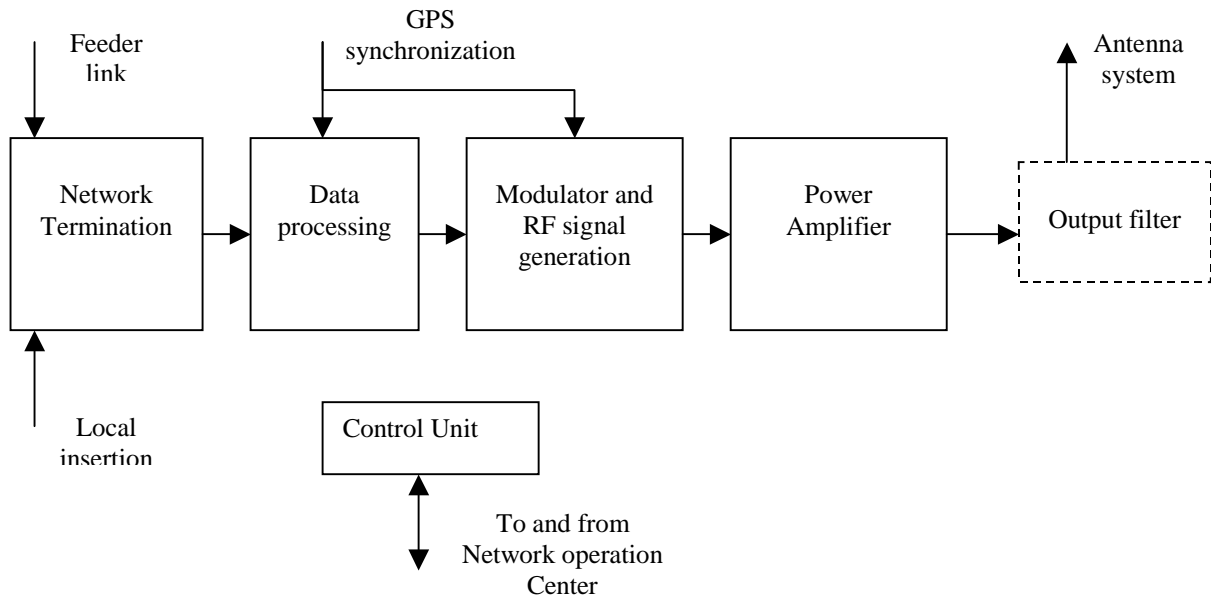 Feeder
link
GPS
synchronization
Antenna
system
Network
Termination
Data
processing
Modulator and
RF signal
generation
Power
Amplifier
Output filter
Local
insertion
Control Unit
To and from
Network operation
Center